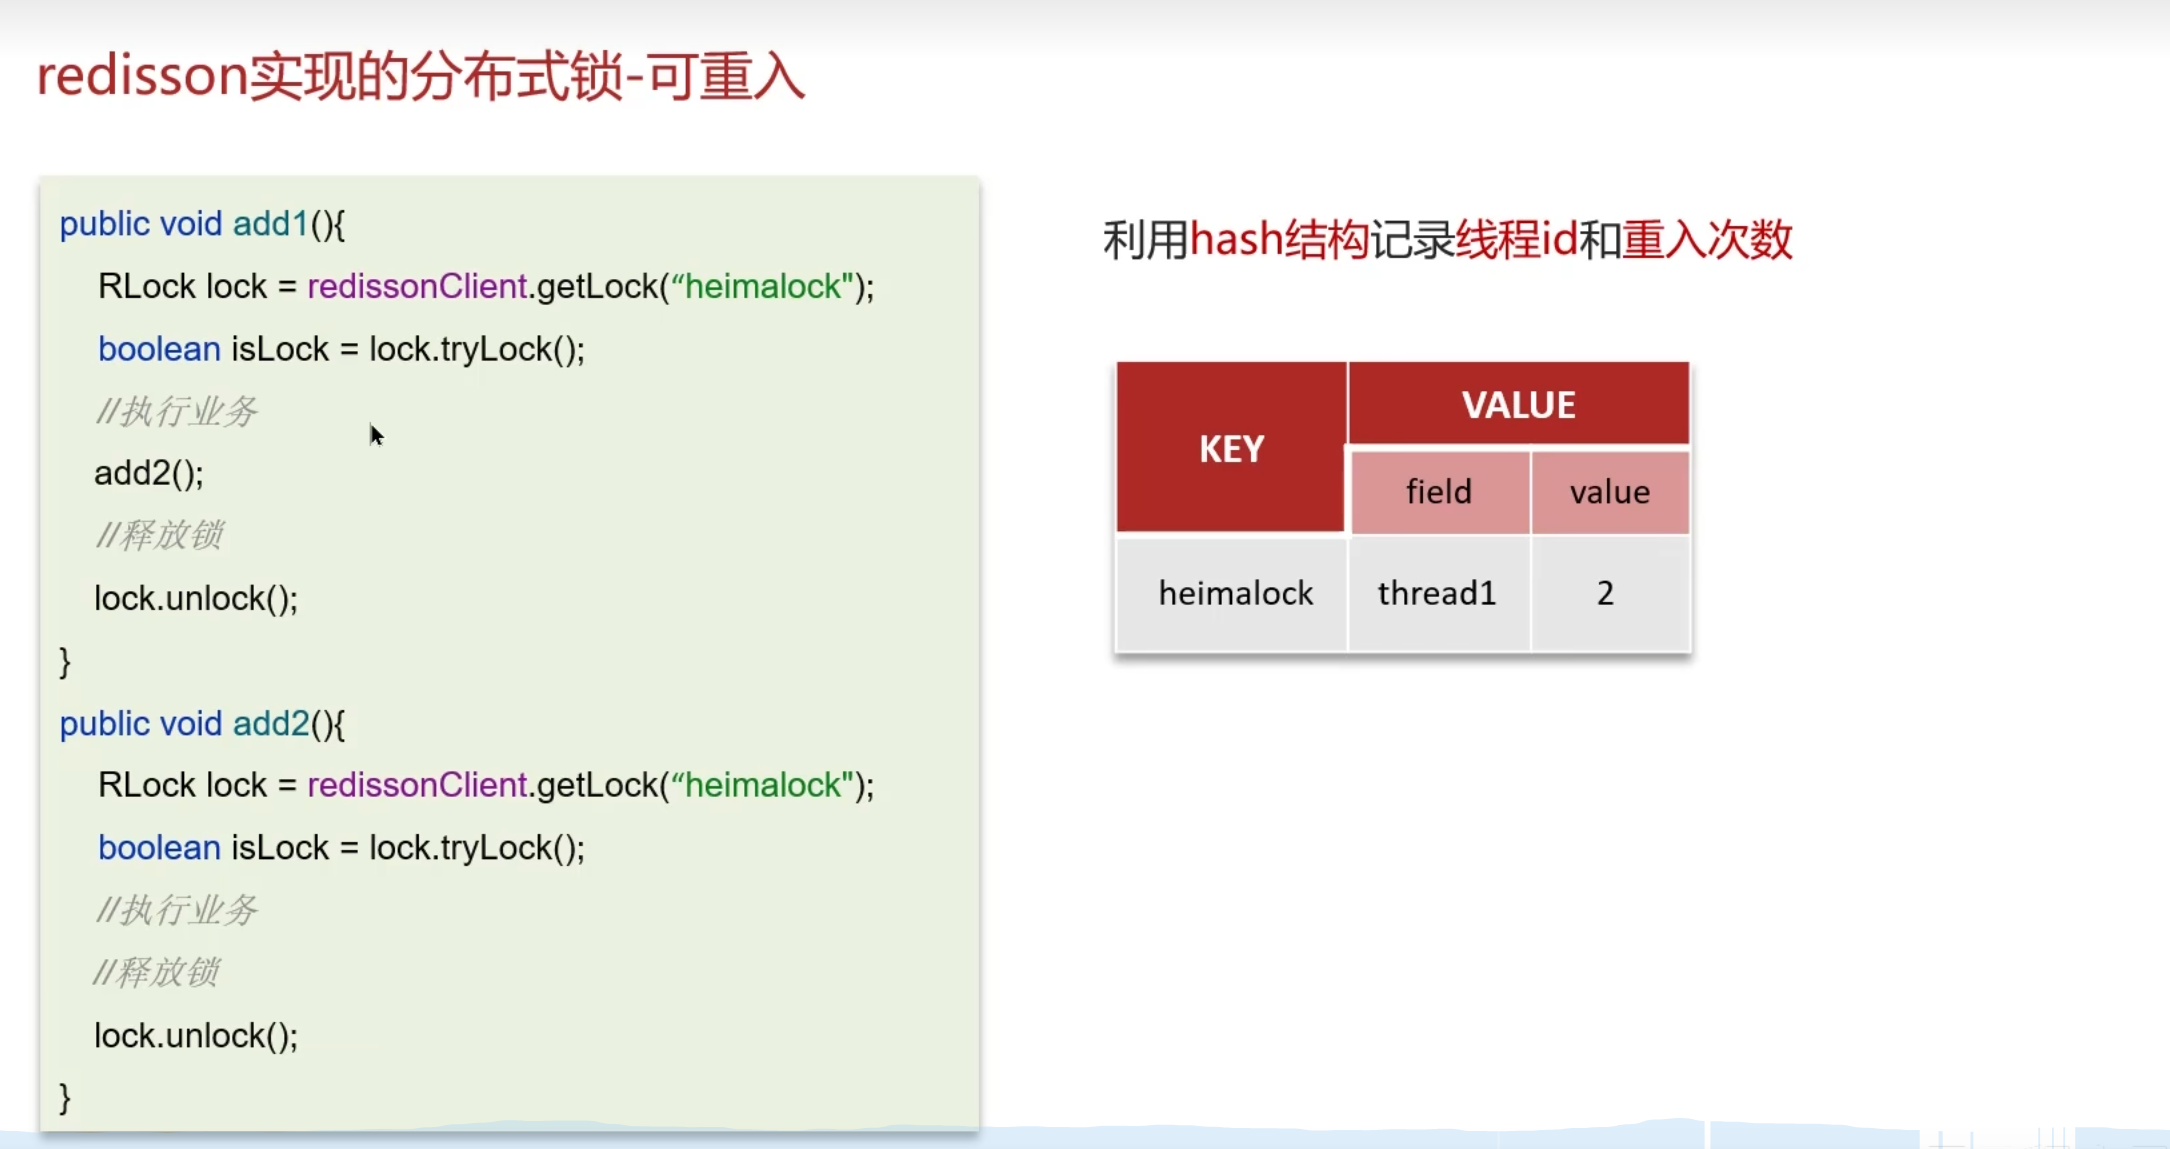 redisson实现的分布式锁-可重入
public void add1(){
RLock lock = redissonClient.getLock(“heimalock");
boolean isLock = lock.tryLock();
//执行业务
add2();
//释放锁
lock.unlock();
}
public void add2(){
RLock lock = redissonClient.getLock(“heimalock");
boolean isLock = lock.tryLock();
//执行业务
//释放锁
lock.unlock();
}
利用hash结构记录线程id和重入次数
KEY
VALUE
field value
heimalock thread1 2